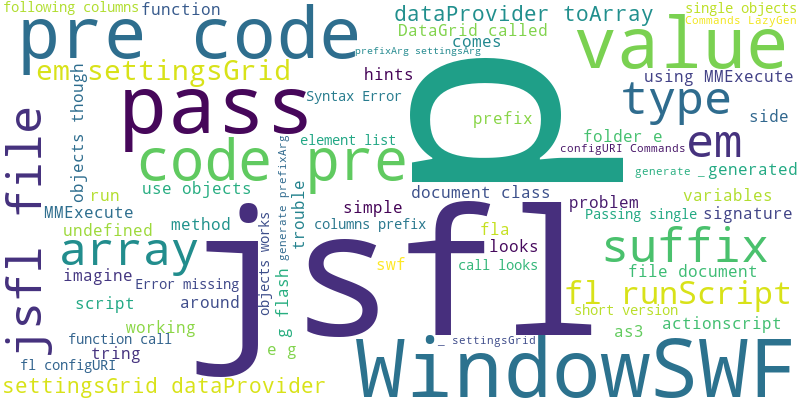 following columns
function
pre code
dataProvider toArray
single objects
Commands LazyGen
DataGrid called
comes
prefixArg settingsArg
value
em settingsGrid
hints
using MMExecute
pass
Syntax Error
type
side
objects though
p
prefix
jsfl file
code pre
element list
folder e
em
configURI Commands
generate _
generated
use objects
document class
problem
variables
run
MMExecute
simple
Passing single
signature
generate prefixArg
trouble
undefined
method
columns prefix
fla
looks
array
jsfl
suffix
objects works
imagine
Error missing
swf
call looks
file document
script
around
g flash
fl runScript
short version
working
as3
actionscript
function call
_ settingsGrid
tring
e g
WindowSWF
fl configURI
settingsGrid dataProvider